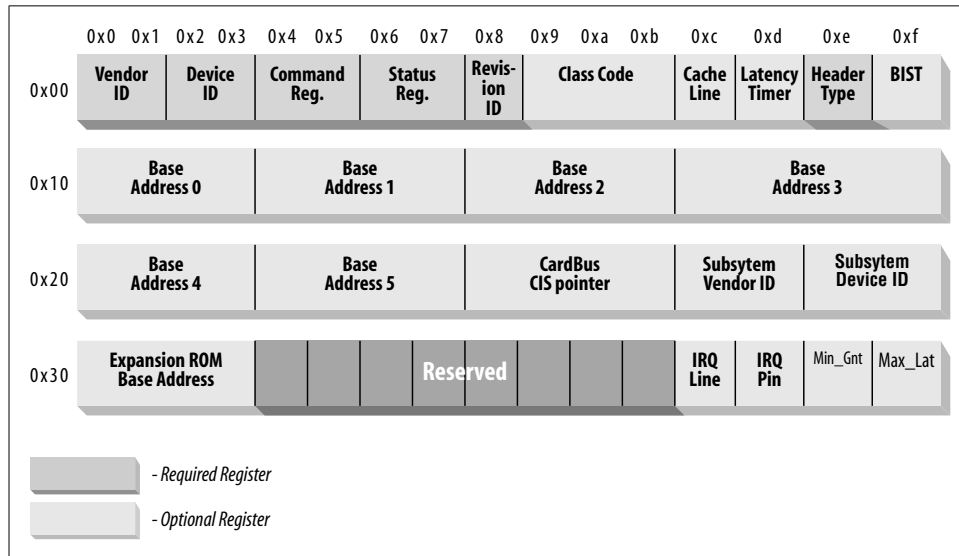 0x0 0x1 0x2 0x3 0x4 0x5 0x6 0x7 0x8 0x9 0xa 0xb 0xc 0xd 0xe 0xf
0x00
Vendor
ID
Device
ID
Command
Reg.
Status
Reg.
Revis-
ion
ID
Class Code
Cache
Line
Latency
Timer
Header
Type
BIST
0x10
Base
Address 0
Base
Address 1
Base
Address 2
Base
Address 3
0x20
Base
Address 4
Base
Address 5
CardBus
CIS pointer
Subsytem
Vendor ID
Subsytem
Device ID
0x30
Expansion ROM
Base Address
Reserved
IRQ
Line
IRQ
Pin
Min_Gnt
Max_Lat
- Required Register
- Optional Register